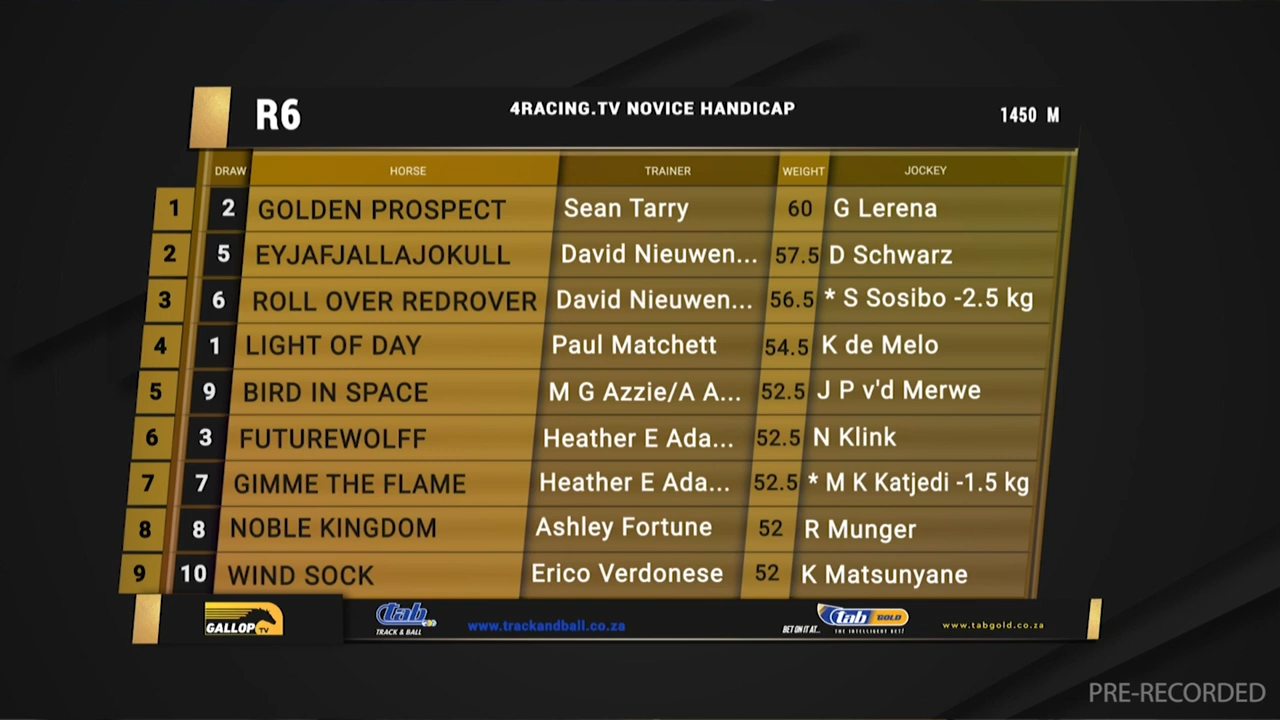 R6 4RACING.TV NOVICE HANDICAP 1450 M
DRAW HORSE TRAINER WEIGHT JOCKEY
1 2 GOLDEN PROSPECT Sean Tarry 60 G Lerena
2 5 EYJAFJALLAJOKULL David Nieuwen... 57.5 D Schwarz
3 6 ROLL OVER REDROVER David Nieuwen... 56.5 * S Sosibo -2.5 kg
4 1 LIGHT OF DAY Paul Matchett 54.5 K de Melo
5 9 BIRD IN SPACE M G Azzie/A A... 52.5 J P v'd Merwe
6 3 FUTUREWOLFF Heather E Ada... 52.5 N Klink
7 7 GIMME THE FLAME Heather E Ada... 52.5 * M K Katjedi -1.5 kg
8 8 NOBLE KINGDOM Ashley Fortune 52 R Munger
9 10 WIND SOCK Erico Verdonese 52 K Matsunyane
GALLOP TV tab TRACK & BALL www.trackandball.co.za BET ON IT AT... tab GOLD THE INTELLIGENT BET! www.tabgold.co.za
PRE-RECORDED